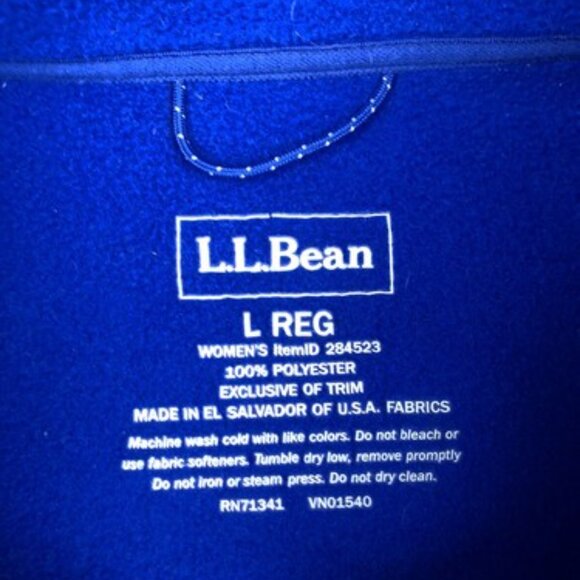 L.L.Bean
L REG
WOMEN'S ItemID 284523
100% POLYESTER
EXCLUSIVE OF TRIM
MADE IN EL SALVADOR OF U.S.A. FABRICS
Machine wash cold with like colors. Do not bleach or
use fabric softeners. Tumble dry low, remove promptly
Do not iron or steam press. Do not dry clean.
RN71341 VN01540